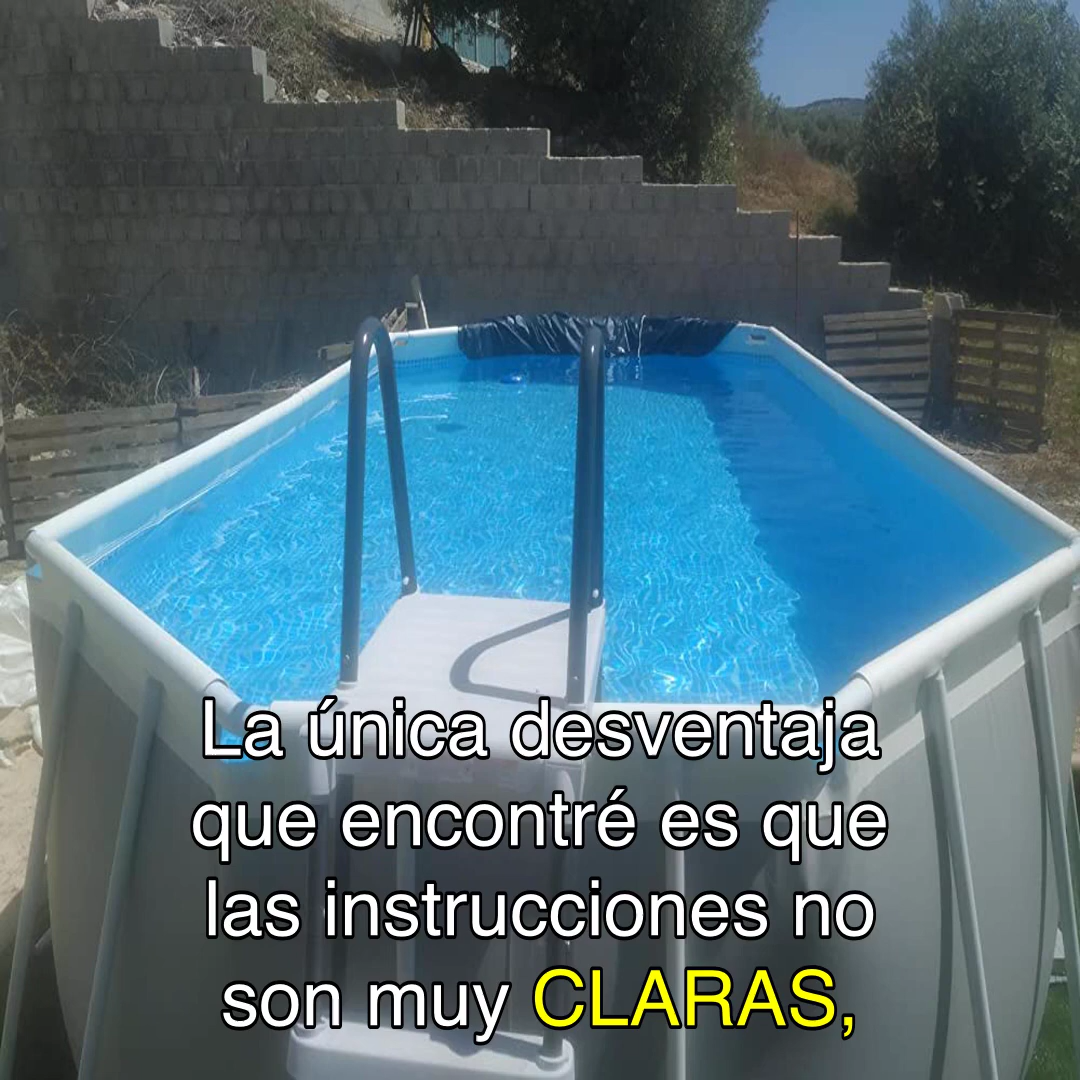 La única desventaja
que encontré es que
las instrucciones no
son muy CLARAS,